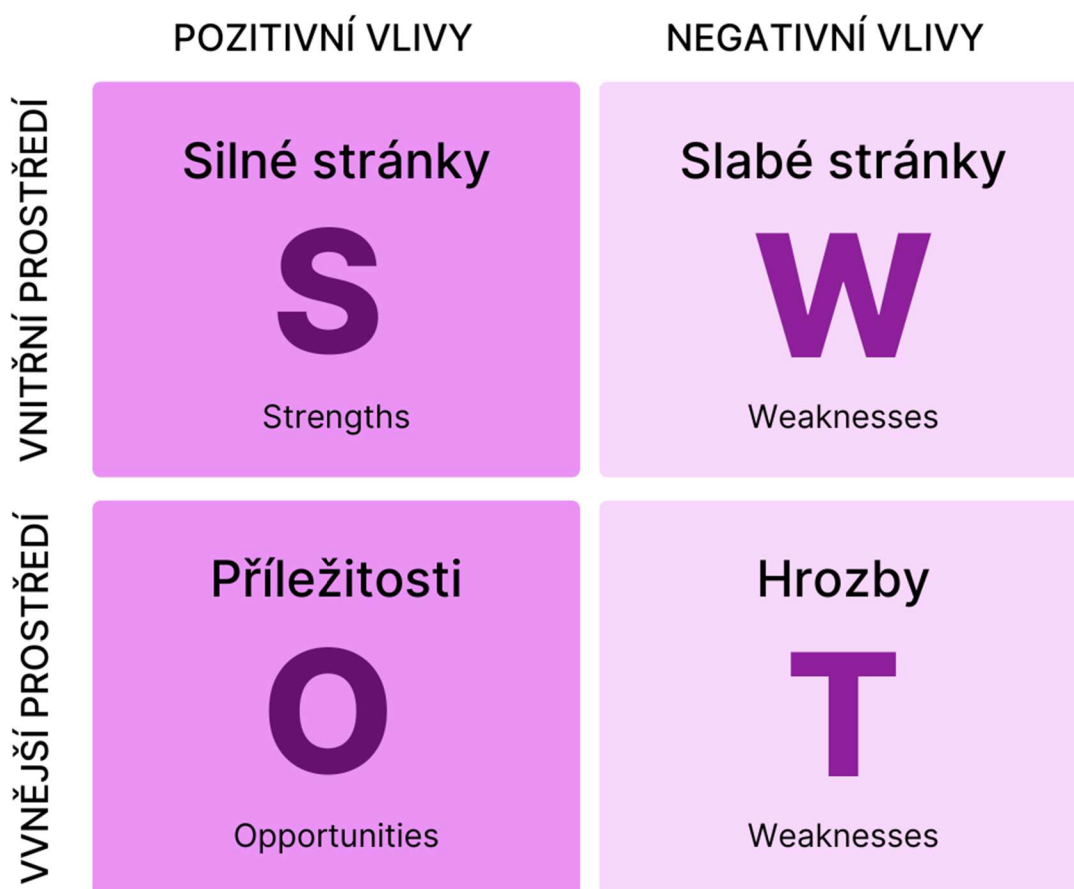 POZITIVNÍ VLIVY
NEGATIVNÍ VLIVY
VNITŘNÍ PROSTŘEDÍ
Silné stránky
S
Strengths
Slabé stránky
W
Weaknesses
VVNĚJŠÍ PROSTŘEDÍ
Příležitosti
O
Opportunities
Hrozby
T
Weaknesses